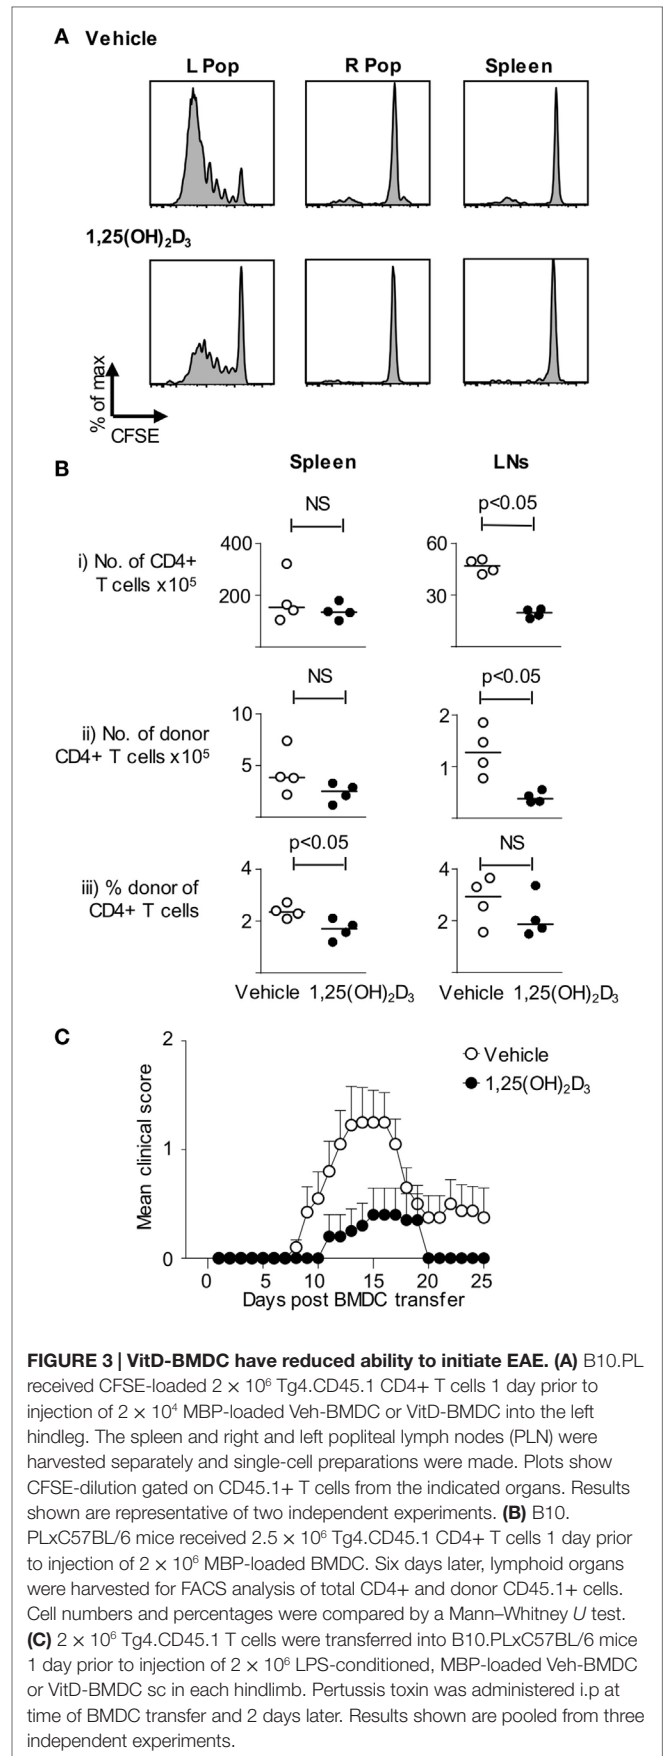 A Vehicle
L Pop R Pop Spleen
1,25(OH)₂D₃
% of max
CFSE
B
Spleen LNs
NS p<0.05
i) No. of CD4+
T cells x10⁵
400
200
60
30
NS p<0.05
ii) No. of donor
CD4+ T cells x10⁵
10
5
2
1
p<0.05 NS
iii) % donor of
CD4+ T cells
4
2
4
2
Vehicle 1,25(OH)₂D₃ Vehicle 1,25(OH)₂D₃
C
Mean clinical score
2
1
0
Vehicle
1,25(OH)₂D₃
0 5 10 15 20 25
Days post BMDC transfer
FIGURE 3 | VitD-BMDC have reduced ability to initiate EAE. (A) B10.PL
received CFSE-loaded 2 × 10⁶ Tg4.CD45.1 CD4+ T cells 1 day prior to
injection of 2 × 10⁴ MBP-loaded Veh-BMDC or VitD-BMDC into the left
hindleg. The spleen and right and left popliteal lymph nodes (PLN) were
harvested separately and single-cell preparations were made. Plots show
CFSE-dilution gated on CD45.1+ T cells from the indicated organs. Results
shown are representative of two independent experiments. (B) B10.
PLxC57BL/6 mice received 2.5 × 10⁶ Tg4.CD45.1 CD4+ T cells 1 day prior
to injection of 2 × 10⁶ MBP-loaded BMDC. Six days later, lymphoid organs
were harvested for FACS analysis of total CD4+ and donor CD45.1+ cells.
Cell numbers and percentages were compared by a Mann–Whitney U test.
(C) 2 × 10⁶ Tg4.CD45.1 T cells were transferred into B10.PLxC57BL/6 mice
1 day prior to injection of 2 × 10⁶ LPS-conditioned, MBP-loaded Veh-BMDC
or VitD-BMDC sc in each hindlimb. Pertussis toxin was administered i.p at
time of BMDC transfer and 2 days later. Results shown are pooled from three
independent experiments.